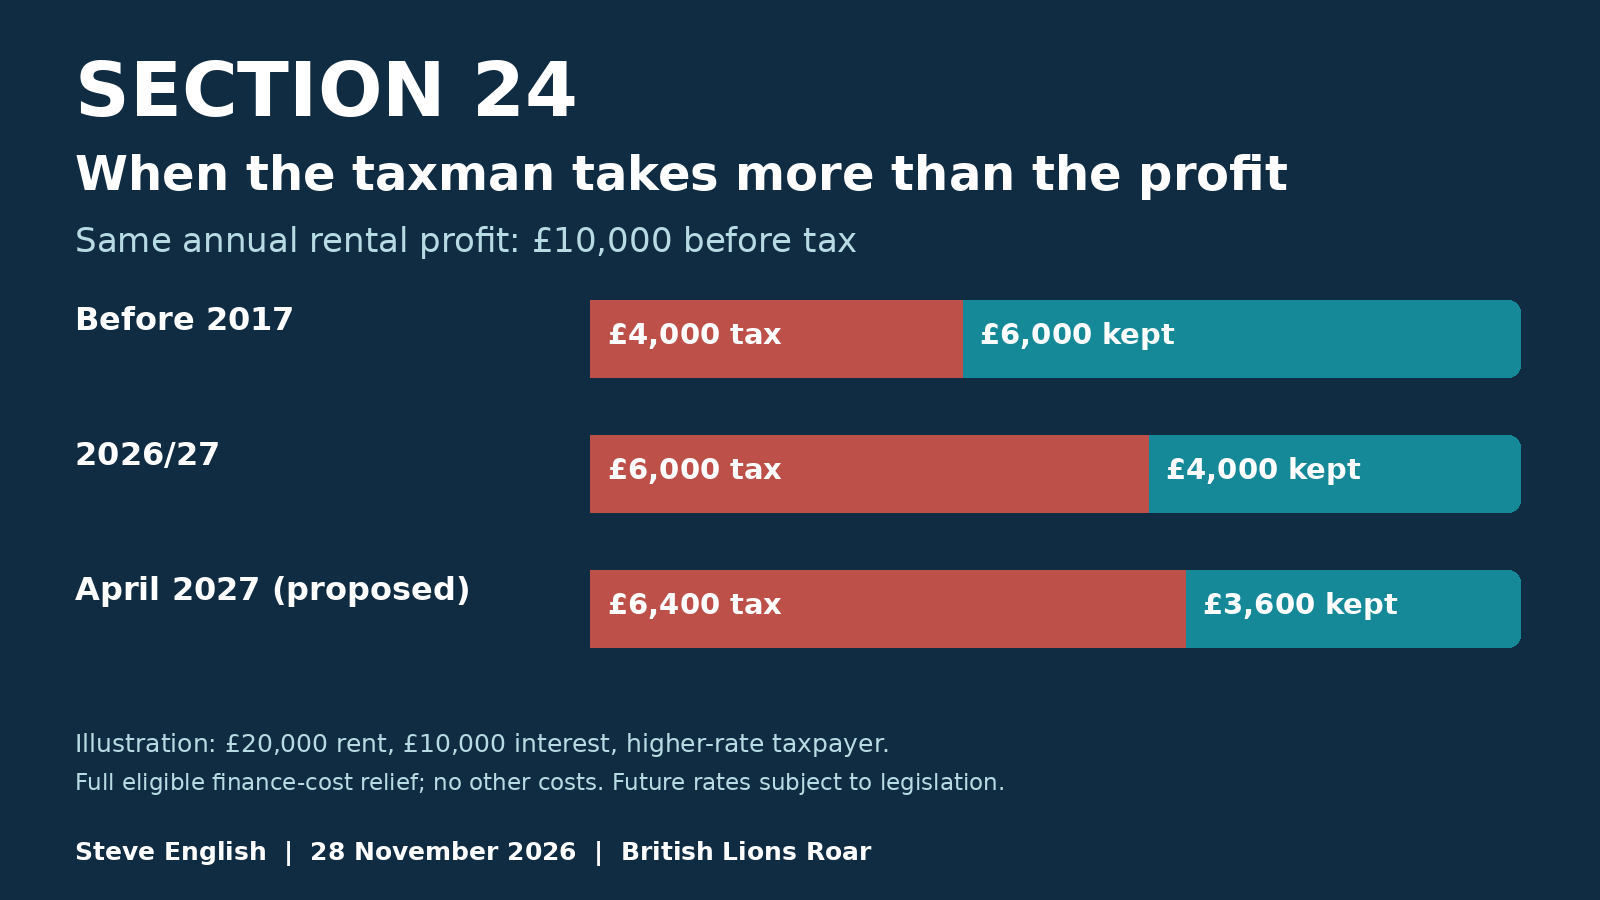 SECTION 24
When the taxman takes more than the profit
Same annual rental profit: £10,000 before tax
Before 2017
£4,000 tax
£6,000 kept
2026/27
£6,000 tax
£4,000 kept
April 2027 (proposed)
£6,400 tax
£3,600 kept
Illustration: £20,000 rent, £10,000 interest, higher-rate taxpayer.
Full eligible finance-cost relief; no other costs. Future rates subject to legislation.
Steve English | 28 November 2026 | British Lions Roar